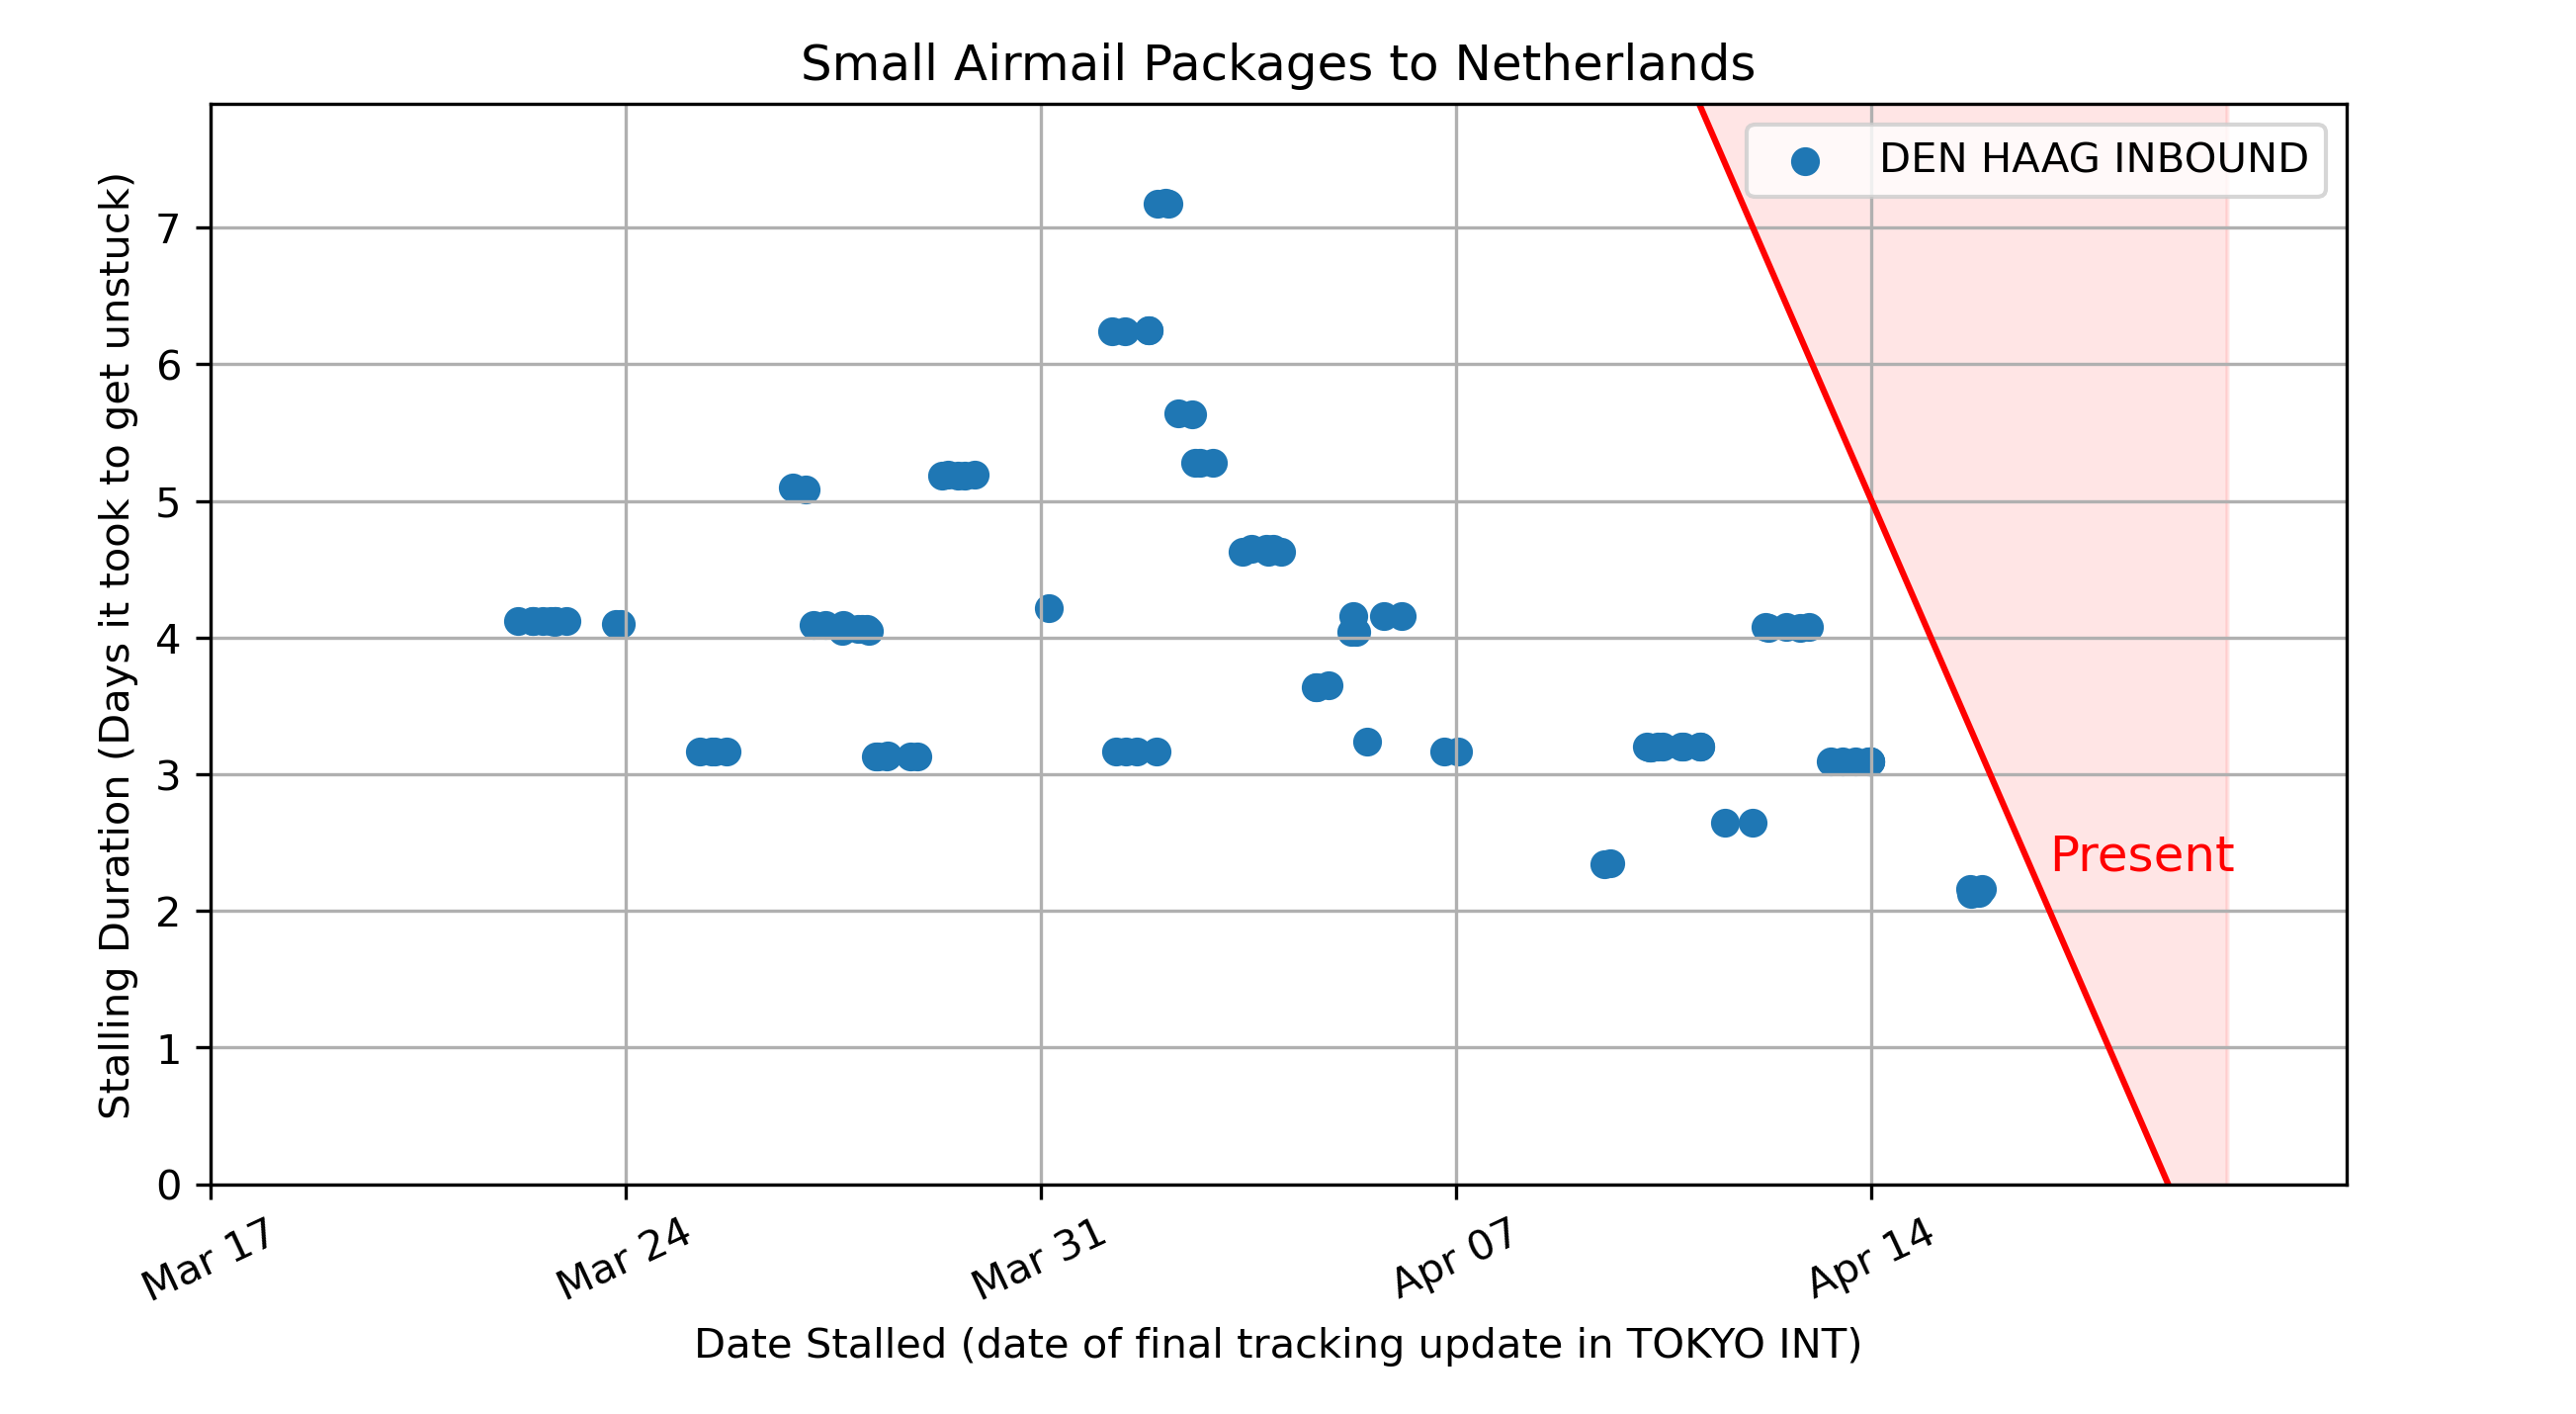 Small Airmail Packages to Netherlands
DEN HAAG INBOUND
Stalling Duration (Days it took to get unstuck)
7
6
5
4
3
2
1
0
Present
Mar 17
Mar 24
Mar 31
Apr 07
Apr 14
Date Stalled (date of final tracking update in TOKYO INT)